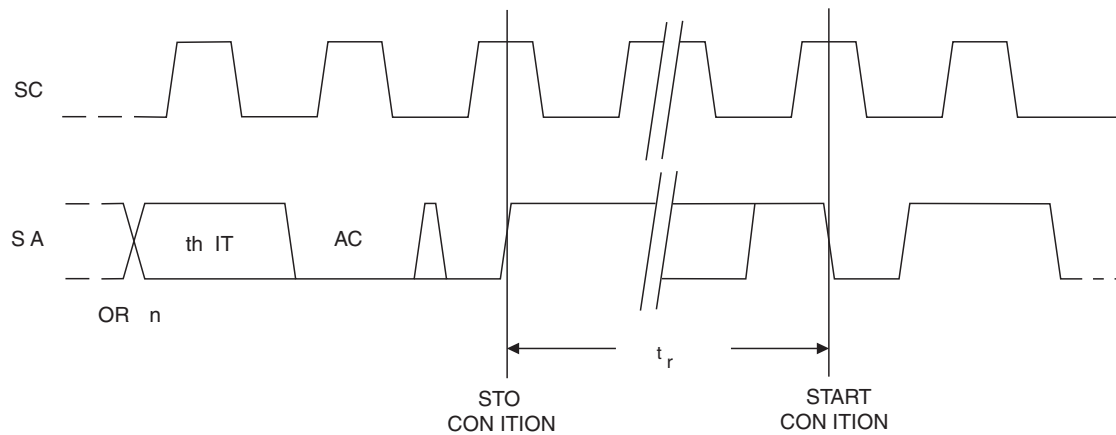 SC
S A
th IT
AC
OR n
t r
STO
CON ITION
START
CON ITION